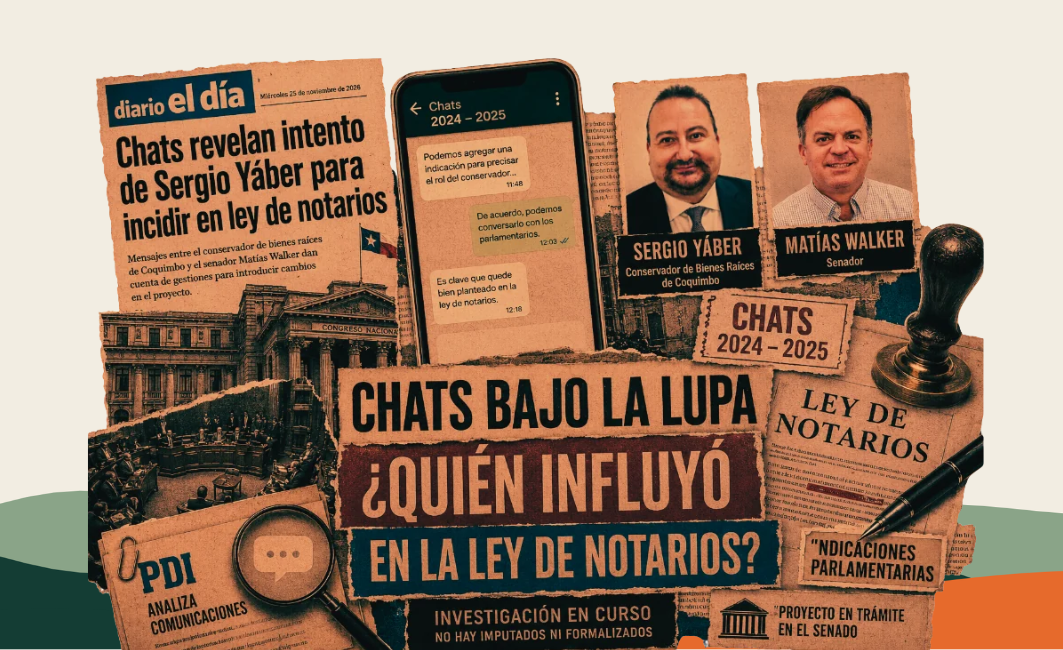 diario el día
Miércoles 25 de noviembre de 2026
Chats revelan intento
de Sergio Yáber para
incidir en ley de notarios
Mensajes entre el conservador de bienes raíces
de Coquimbo y el senador Matías Walker dan
cuenta de gestiones para introducir cambios
en el proyecto.
CONGRESO NACIONA
Chats
2024 – 2025
Podemos agregar una
indicación para precisar
el rol del conservador...
11:48
De acuerdo, podemos
conversarlo con los
parlamentarios.
12:03
Es clave que quede
bien planteado en la
ley de notarios.
12:18
SERGIO YÁBER
Conservador de Bienes Raíces
de Coquimbo
MATÍAS WALKER
Senador
CHATS
2024 – 2025
LEY DE
NOTARIOS
CHATS BAJO LA LUPA
¿QUIÉN INFLUYÓ
EN LA LEY DE NOTARIOS?
PDI
ANALIZA
COMUNICACIONES
"NDICACIONES
PARLAMENTARIAS
INVESTIGACIÓN EN CURSO
NO HAY IMPUTADOS NI FORMALIZADOS
PROYECTO EN TRÁMITE
EN EL SENADO